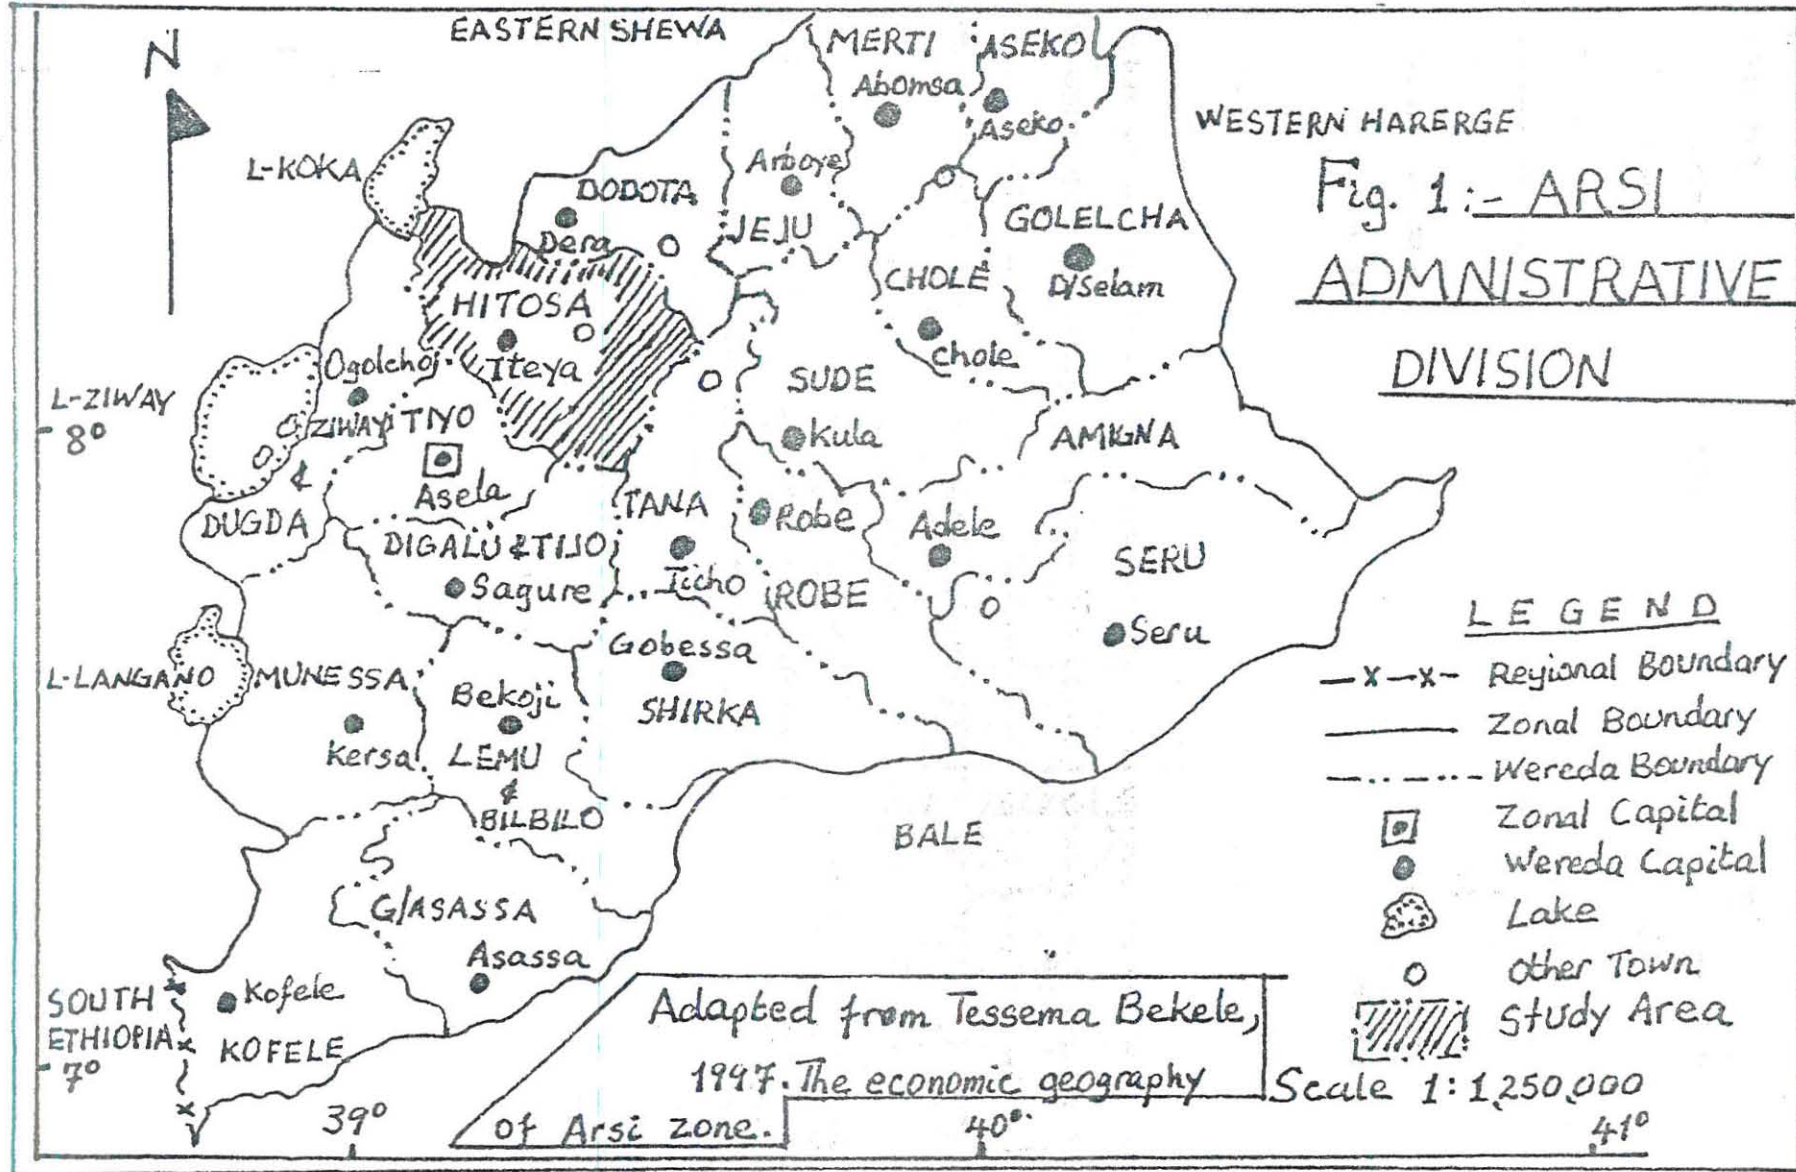 EASTERN SHEWA
N
MERTI
ASEKO
Abomsa
Aseko
WESTERN HARERGE
L-KOKA
Arboye
DODOTA
Dera
JEJU
GOLELCHA
Fig. 1:- ARSI
ADMNISTRATIVE
DIVISION
CHOLE
D/Selam
HITOSA
Iteya
Chole
Ogolcho
L-ZIWAY
8°
ZIWAY
&
DUGDA
TIYO
Asela
SUDE
Kula
AMIGNA
TANA
Ticho
Robe
ROBE
Adele
DIGALU & TIJO
Sagure
SERU
Seru
Gobessa
SHIRKA
L-LANGANO
MUNESSA
Kersa
Bekoji
LEMU
&
BILBILO
BALE
G/ASASSA
Asassa
SOUTH
ETHIOPIA
Kofele
KOFELE
7°
39°
40°
41°
LEGEND
Regional Boundary
Zonal Boundary
Wereda Boundary
Zonal Capital
Wereda Capital
Lake
Other Town
Study Area
Scale 1:1,250,000
Adapted from Tessema Bekele,
1997. The economic geography
of Arsi zone.